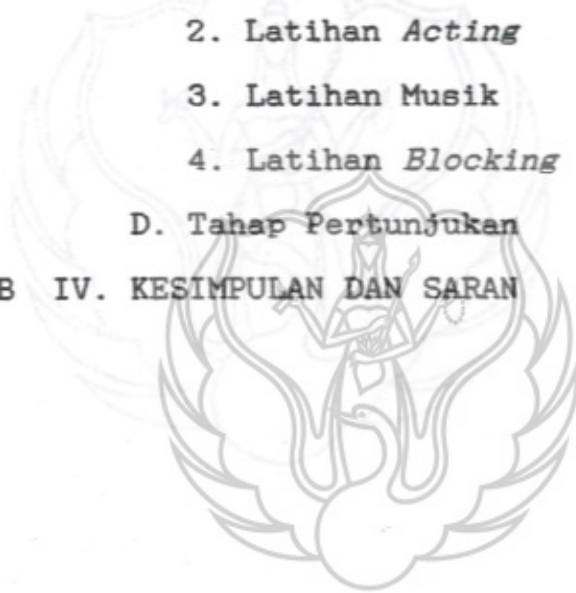 2. Latihan Acting
3. Latihan Musik
4. Latihan Blocking
D. Tahap Pertunjukan
B IV. KESIMPULAN DAN SARAN